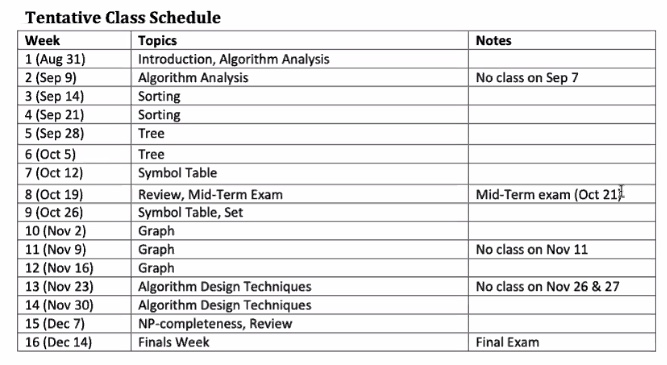 Tentative Class Schedule
Week Topics Notes
1 (Aug 31) Introduction, Algorithm Analysis
2 (Sep 9) Algorithm Analysis No class on Sep 7
3 (Sep 14) Sorting
4 (Sep 21) Sorting
5 (Sep 28) Tree
6 (Oct 5) Tree
7 (Oct 12) Symbol Table
8 (Oct 19) Review, Mid-Term Exam Mid-Term exam (Oct 21)
9 (Oct 26) Symbol Table, Set
10 (Nov 2) Graph
11 (Nov 9) Graph No class on Nov 11
12 (Nov 16) Graph
13 (Nov 23) Algorithm Design Techniques No class on Nov 26 & 27
14 (Nov 30) Algorithm Design Techniques
15 (Dec 7) NP-completeness, Review
16 (Dec 14) Finals Week Final Exam